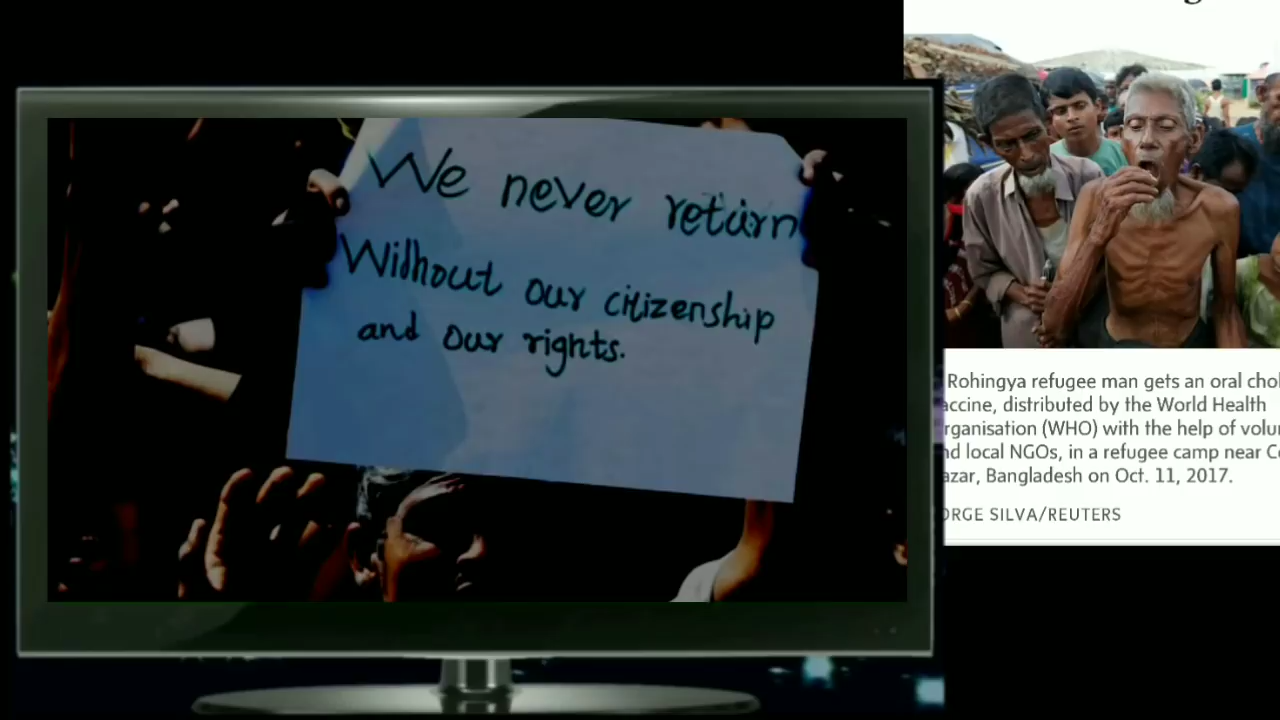 We never return
Without our citizenship
and our rights.
Rohingya refugee man gets an oral chol
accine, distributed by the World Health
rganisation (WHO) with the help of volu
nd local NGOs, in a refugee camp near C
azar, Bangladesh on Oct. 11, 2017.
ORGE SILVA/REUTERS